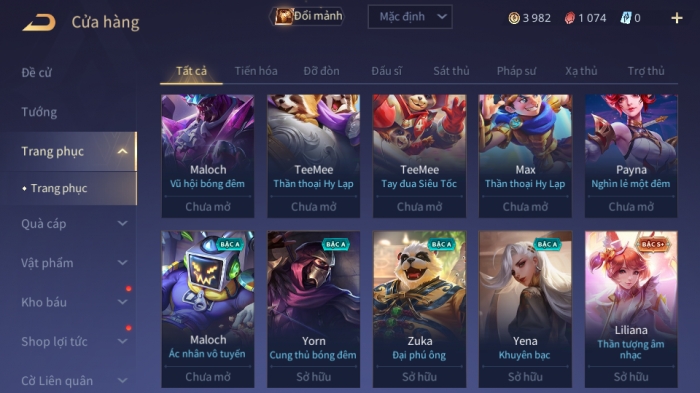 Cửa hàng
Đổi mảnh
Mặc định
3 982
1 074
0
Đề cử
Tướng
Trang phục
Trang phục
Quà cáp
Vật phẩm
Kho báu
Shop lợi tức
Cờ Liên quân
Tất cả Tiến hóa Đỡ đòn Đấu sĩ Sát thủ Pháp sư Xạ thủ Trợ thủ
Maloch
Vũ hội bóng đêm
Chưa mở
TeeMee
Thần thoại Hy Lạp
Chưa mở
TeeMee
Tay đua Siêu Tốc
Chưa mở
Max
Thần thoại Hy Lạp
Chưa mở
Payna
Nghìn lẻ một đêm
Chưa mở
BẬC A
Maloch
Ác nhân vô tuyến
Chưa mở
BẬC A
Yorn
Cung thủ bóng đêm
Sở hữu
BẬC A
Zuka
Đại phú ông
Sở hữu
BẬC A
Yena
Khuyên bạc
Sở hữu
BẬC S+
Liliana
Thần tượng âm
nhạc
Sở hữu